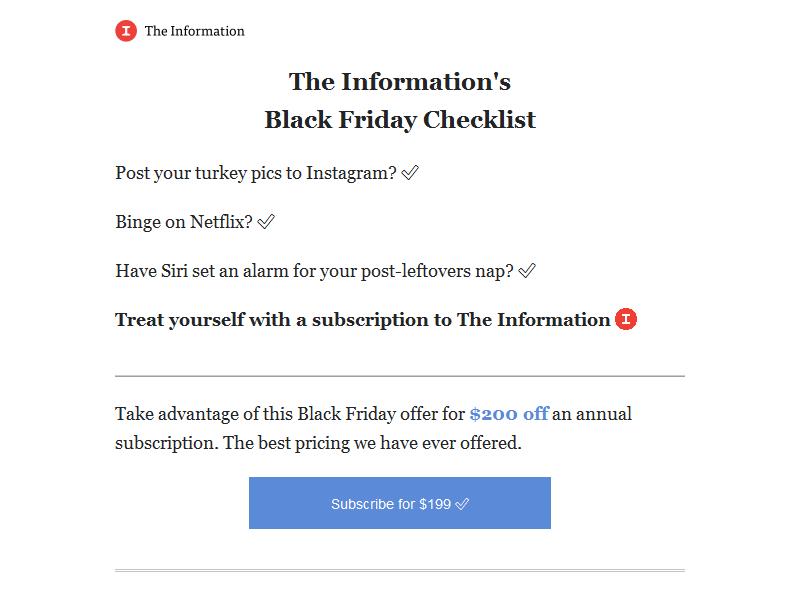 The Information
The Information's
Black Friday Checklist
Post your turkey pics to Instagram? ✓
Binge on Netflix? ✓
Have Siri set an alarm for your post-leftovers nap? ✓
Treat yourself with a subscription to The Information I
Take advantage of this Black Friday offer for $200 off an annual
subscription. The best pricing we have ever offered.
Subscribe for $199 ✓